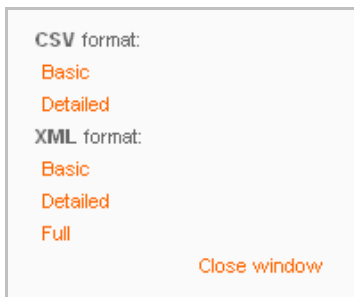 CSV format:
Basic
Detailed
XML format:
Basic
Detailed
Full
Close window